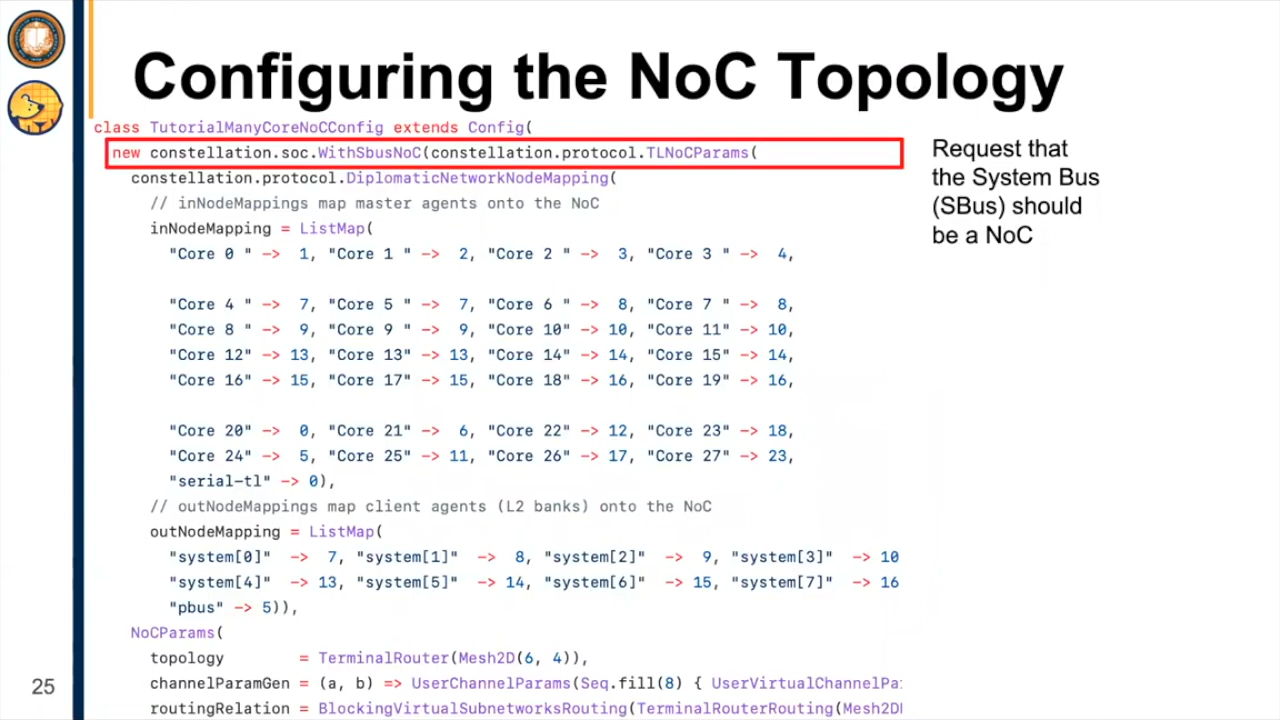 Configuring the NoC Topology
class TutorialManyCoreNoCConfig extends Config(
new constellation.soc.WithSbusNoC(constellation.protocol.TLNoCParams(
constellation.protocol.DiplomaticNetworkNodeMapping(
// inNodeMappings map master agents onto the NoC
inNodeMapping = ListMap(
"Core 0 " -> 1, "Core 1 " -> 2, "Core 2 " -> 3, "Core 3 " -> 4,
"Core 4 " -> 7, "Core 5 " -> 7, "Core 6 " -> 8, "Core 7 " -> 8,
"Core 8 " -> 9, "Core 9 " -> 9, "Core 10" -> 10, "Core 11" -> 10,
"Core 12" -> 13, "Core 13" -> 13, "Core 14" -> 14, "Core 15" -> 14,
"Core 16" -> 15, "Core 17" -> 15, "Core 18" -> 16, "Core 19" -> 16,
"Core 20" -> 0, "Core 21" -> 6, "Core 22" -> 12, "Core 23" -> 18,
"Core 24" -> 5, "Core 25" -> 11, "Core 26" -> 17, "Core 27" -> 23,
"serial-tl" -> 0),
// outNodeMappings map client agents (L2 banks) onto the NoC
outNodeMapping = ListMap(
"system[0]" -> 7, "system[1]" -> 8, "system[2]" -> 9, "system[3]" -> 10
"system[4]" -> 13, "system[5]" -> 14, "system[6]" -> 15, "system[7]" -> 16
"pbus" -> 5)),
NoCParams(
topology = TerminalRouter(Mesh2D(6, 4)),
channelParamGen = (a, b) => UserChannelParams(Seq.fill(8) { UserVirtualChannelPa
routingRelation = BlockingVirtualSubnetworksRouting(TerminalRouterRouting(Mesh2D
Request that
the System Bus
(SBus) should
be a NoC
25